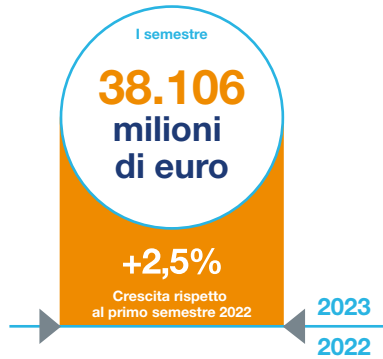 I semestre
38.106
milioni
di euro
+2,5%
Crescita rispetto
al primo semestre 2022
2023
2022